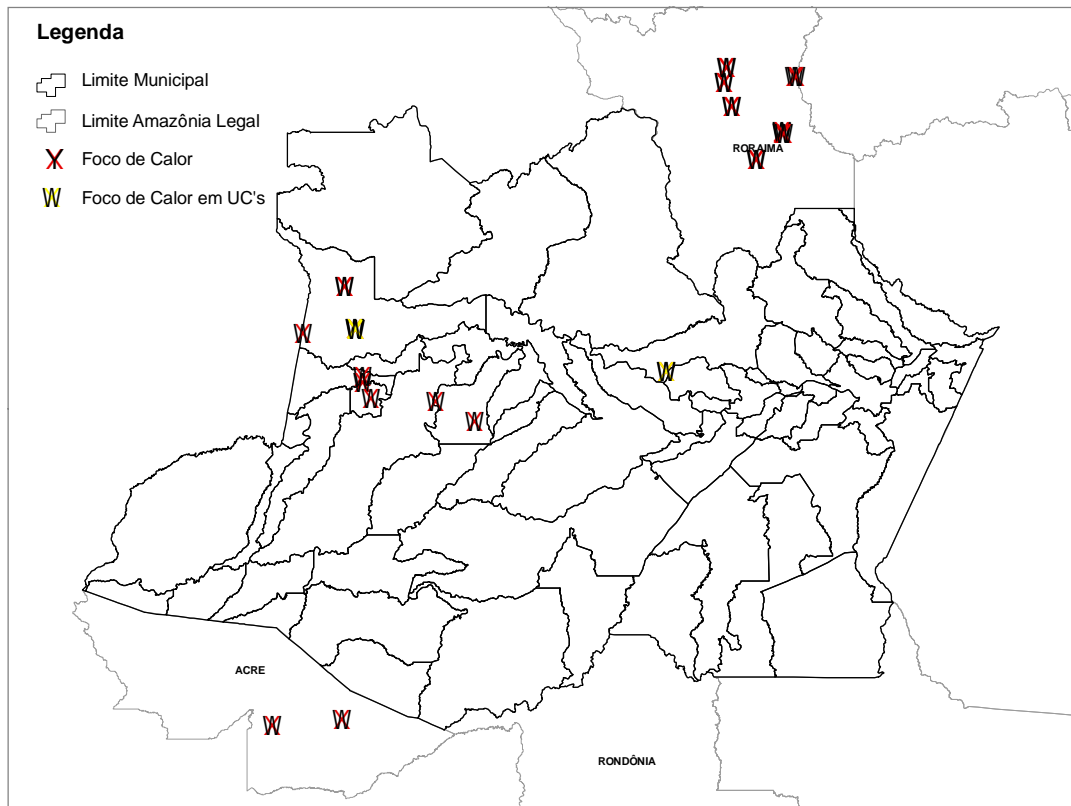 Legenda
Limite Municipal
Limite Amazônia Legal
Foco de Calor
Foco de Calor em UC's
RORAIMA
ACRE
RONDÔNIA